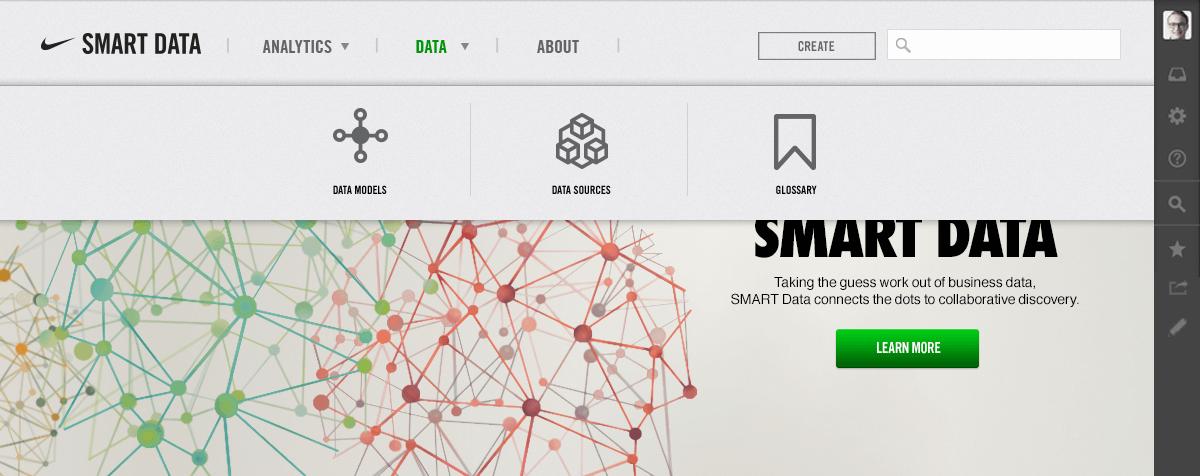 SMART DATA
ANALYTICS
DATA
ABOUT
CREATE
DATA MODELS
DATA SOURCES
GLOSSARY
SMART DATA
Taking the guess work out of business data,
SMART Data connects the dots to collaborative discovery.
LEARN MORE